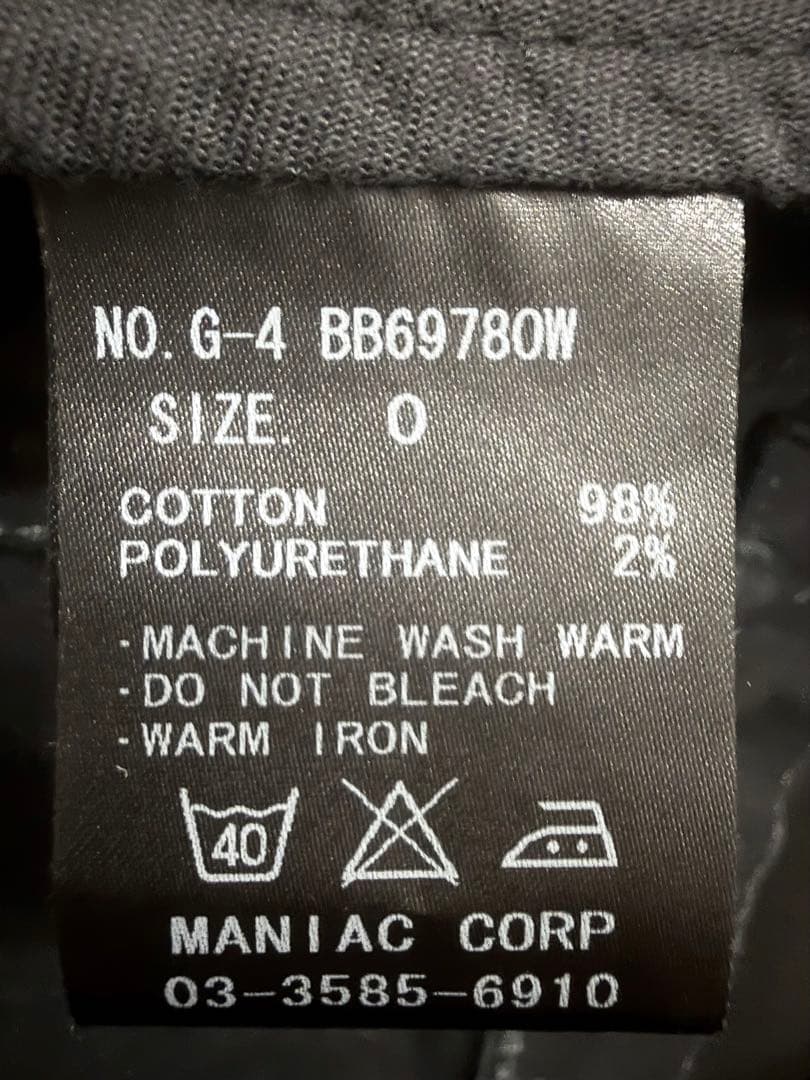 NO. G-4 BB69780W
SIZE. 0
COTTON 98%
POLYURETHANE 2%
·MACHINE WASH WARM
·DO NOT BLEACH
·WARM IRON
40
MANIAC CORP
03-3585-6910